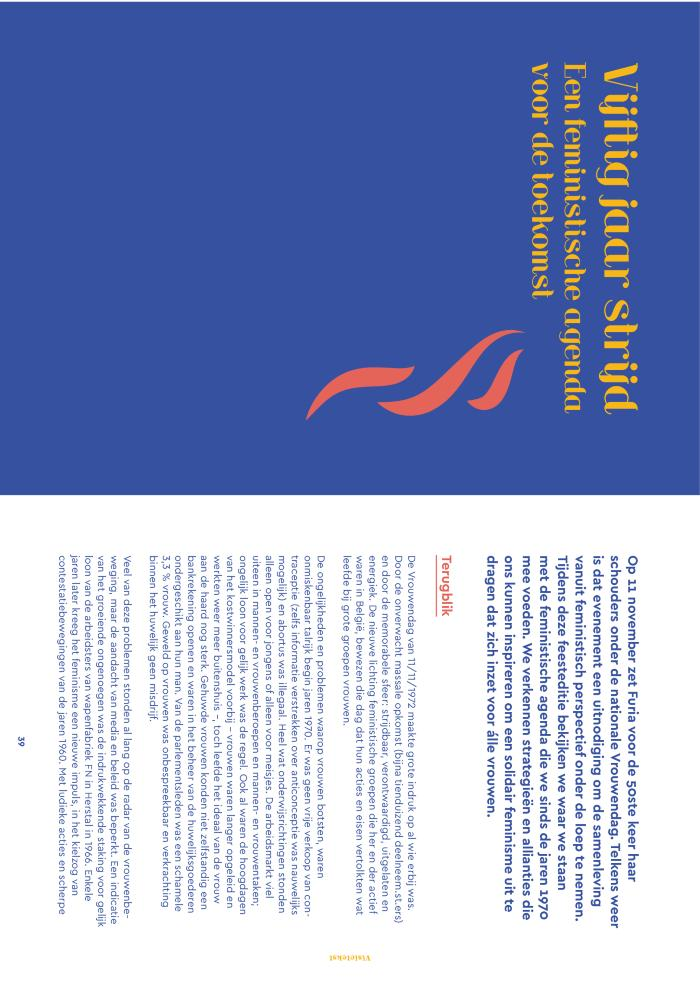 Vijftig jaar strijd
Een feministische agenda
voor de toekomst
Op 11 november zet Furia voor de 50ste keer haar
schouders onder de nationale Vrouwendag. Telkens weer
is dat evenement een uitnodiging om de samenleving
vanuit feministisch perspectief onder de loep te nemen.
Tijdens deze feesteditie bekijken we waar we staan
met de feministische agenda die we sinds de jaren 1970
mee voeden. We verkennen strategieën en allianties die
ons kunnen inspireren om een solidair feminisme uit te
dragen dat zich inzet voor álle vrouwen.
Terugblik
De Vrouwendag van 11/11/1972 maakte grote indruk op al wie erbij was.
Door de onverwacht massale opkomst (bijna tienduizend deelneem.st.ers)
en door de memorabele sfeer: strijdbaar, verontwaardigd, uitgelaten en
energiek. De nieuwe lichting feministische groepen die her en der actief
waren in België, bewezen die dag dat hun acties en eisen vertolkten wat
leefde bij grote groepen vrouwen.
De ongelijkheden en problemen waarop vrouwen botsten, waren
onmiskenbaar talrijk begin jaren 1970. Er was geen vrije verkoop van con-
traceptie (zelfs informatie verstrekken over anticonceptie was nauwelijks
mogelijk) en abortus was illegaal. Heel wat onderwijsrichtingen stonden
alleen open voor jongens of alleen voor meisjes. De arbeidsmarkt viel
uiteen in mannen- en vrouwenberoepen en mannen- en vrouwentaken;
ongelijk loon voor gelijk werk was de regel. Ook al waren de hoogdagen
van het kostwinnersmodel voorbij – vrouwen waren langer opgeleid en
werkten weer meer buitenshuis –, toch leefde het ideaal van de vrouw
aan de haard nog sterk. Gehuwde vrouwen konden niet zelfstandig een
bankrekening openen en waren in het beheer van de huwelijksgoederen
ondergeschikt aan hun man. Van de parlementsleden was een schamele
3,3 % vrouw. Geweld op vrouwen was onbespreekbaar en verkrachting
binnen het huwelijk geen misdrijf.
Veel van deze problemen stonden al lang op de radar van de vrouwenbe-
weging, maar de aandacht van media en beleid was beperkt. Een indicatie
van het groeiende ongenoegen was de indrukwekkende staking voor gelijk
loon van de arbeidsters van wapenfabriek FN in Herstal in 1966. Enkele
jaren later kreeg het feminisme een nieuwe impuls, in het kielzog van
contestatiebewegingen van de jaren 1960. Met ludieke acties en scherpe
39
Visietekst